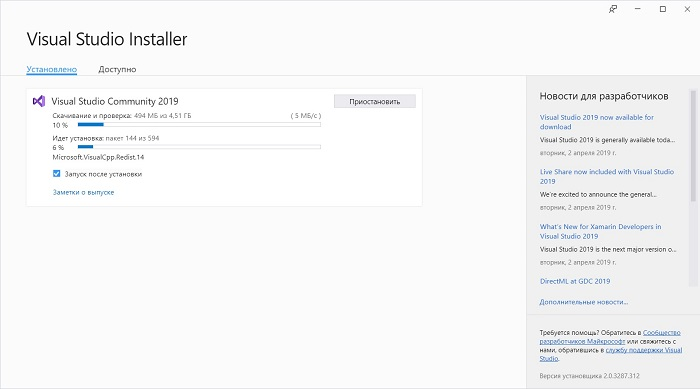 Visual Studio Installer
Установлено
Доступно
Visual Studio Community 2019
Приостановить
Скачивание и проверка: 494 МБ из 4,51 ГБ
( 5 МБ/с )
10 %
Идет установка: пакет 144 из 594
6 %
Microsoft.VisualCpp.Redist.14
Запуск после установки
Заметки о выпуске
Новости для разработчиков
Visual Studio 2019 now available for
download
Visual Studio 2019 is generally available toda...
вторник, 2 апреля 2019 г.
Live Share now included with Visual Studio
2019
We're excited to announce the general...
вторник, 2 апреля 2019 г.
What's New for Xamarin Developers in
Visual Studio 2019
Visual Studio 2019 is the next major version o...
вторник, 2 апреля 2019 г.
DirectML at GDC 2019
Дополнительные новости...
Требуется помощь? Обратитесь в Сообщество
разработчиков Майкрософт или свяжитесь с
нами, обратившись в службу поддержки Visual
Studio.
Версия установщика 2.0.3287.312